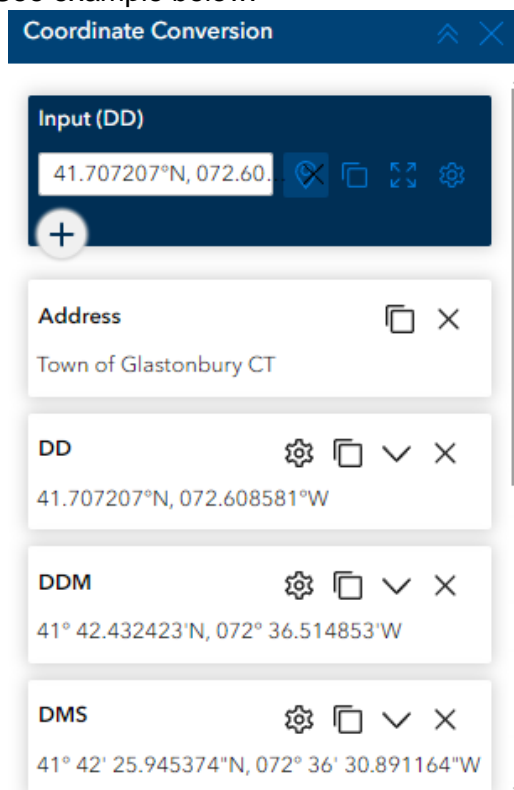 Coordinate Conversion
Input (DD)
41.707207°N, 072.60.
Address
Town of Glastonbury CT
DD
41.707207°N, 072.608581°W
DDM
41° 42.432423'N, 072° 36.514853'W
DMS
41° 42' 25.945374"N, 072° 36' 30.891164"W